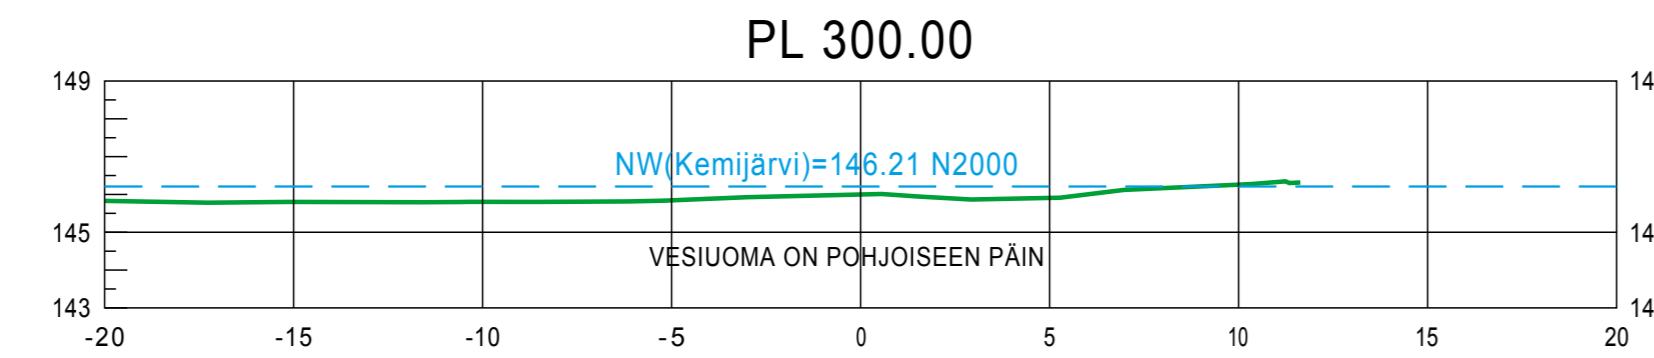 PL 300.00
149 14
NW(Kemijärvi)=146.21 N2000
145 14
VESIUOMA ON POHJOISEEN PÄIN
143 14
-20 -15 -10 -5 0 5 10 15 20